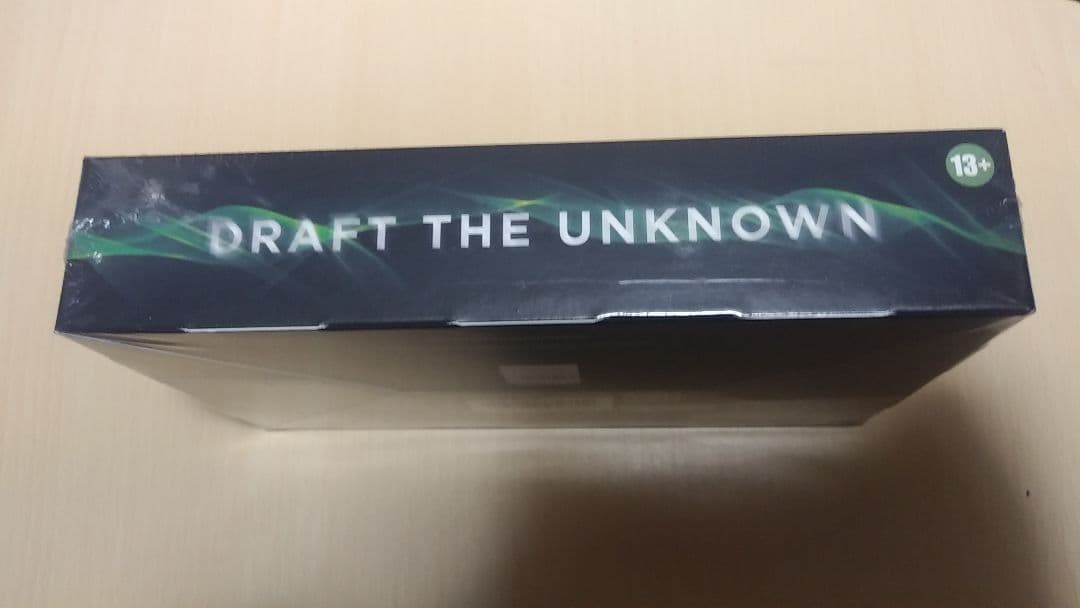 13+
DRAFT THE UNKNOWN